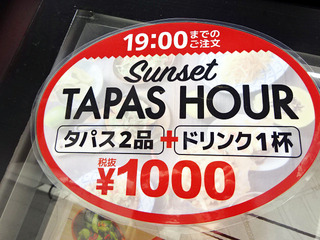 19:00までの
ご注文
Sunset
TAPAS HOUR
タパス2品+ドリンク1杯
税抜
¥1000